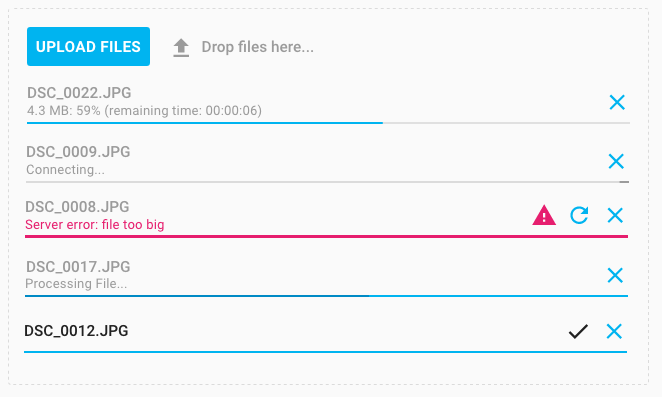 UPLOAD FILES
Drop files here...
DSC_0022.JPG
4.3 MB: 59% (remaining time: 00:00:06)
DSC_0009.JPG
Connecting...
DSC_0008.JPG
Server error: file too big
DSC_0017.JPG
Processing File...
DSC_0012.JPG